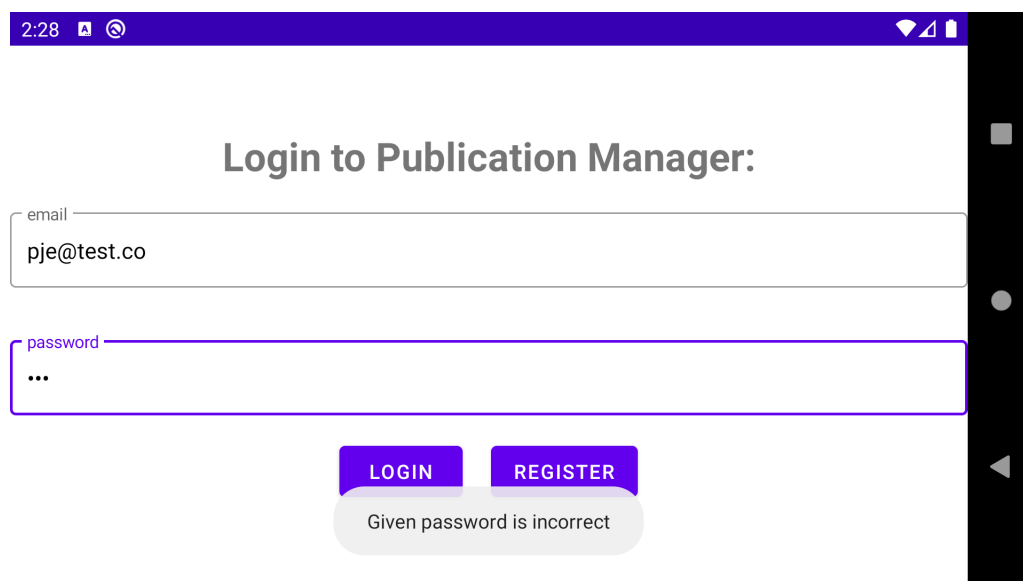 2:28
Login to Publication Manager:
email
pje@test.co
password
•••
LOGIN REGISTER
Given password is incorrect